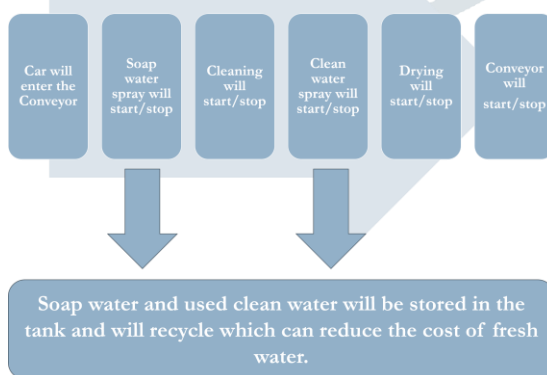 Car will
enter the
Conveyor
Soap
water
spray will
start/stop
Cleaning
will
start/stop
Clean
water
spray will
start/stop
Drying
will
start/stop
Conveyor
will
start/stop
Soap water and used clean water will be stored in the
tank and will recycle which can reduce the cost of fresh
water.